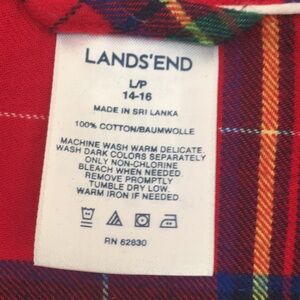 LANDS'END
L/P
14-16
MADE IN SRI LANKA
100% COTTON/BAUMWOLLE
MACHINE WASH WARM DELICATE.
WASH DARK COLORS SEPARATELY
ONLY NON-CHLORINE
BLEACH WHEN NEEDED.
REMOVE PROMPTLY
TUMBLE DRY LOW.
WARM IRON IF NEEDED.
RN 62830